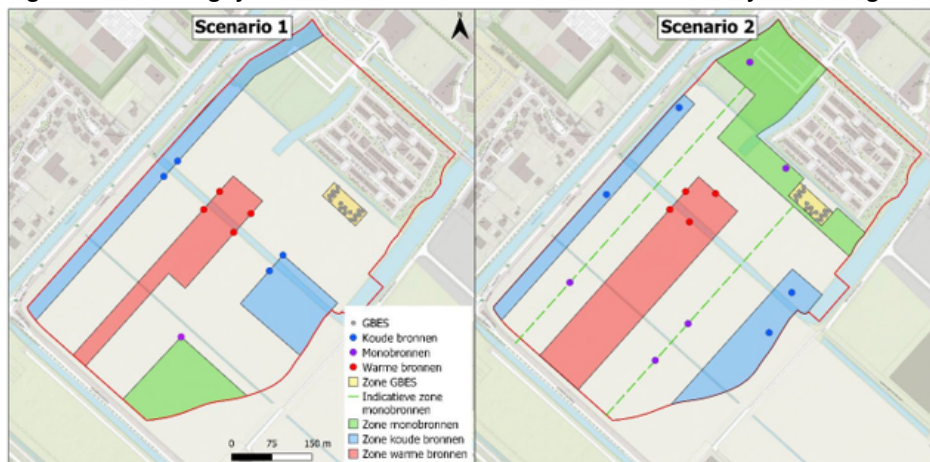 Scenario 1
Scenario 2
GBES
Koude bronnen
Monobronnen
Warme bronnen
Zone GBES
Indicatieve zone
monobronnen
Zone monobronnen
Zone koude bronnen
Zone warme bronnen
0 75 150 m